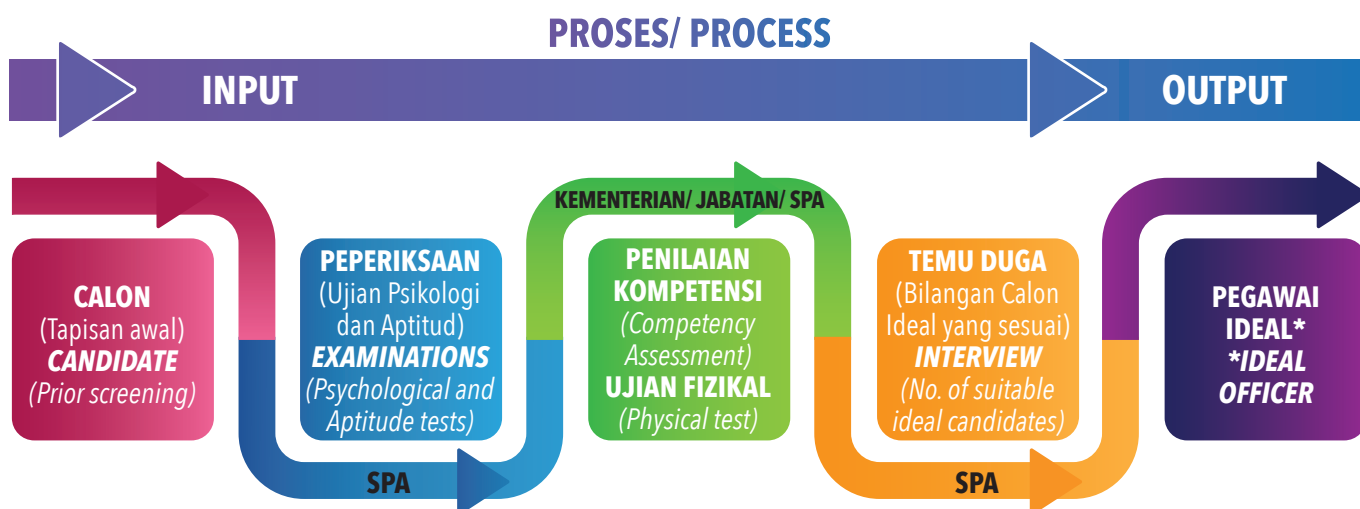 PROSES/ PROCESS
INPUT
OUTPUT
KEMENTERIAN/ JABATAN/ SPA
CALON
(Tapisan awal)
CANDIDATE
(Prior screening)
PEPERIKSAAN
(Ujian Psikologi
dan Aptitud)
EXAMINATIONS
(Psychological and
Aptitude tests)
PENILAIAN
KOMPETENSI
(Competency
Assessment)
UJIAN FIZIKAL
(Physical test)
TEMU DUGA
(Bilangan Calon
Ideal yang sesuai)
INTERVIEW
(No. of suitable
ideal candidates)
PEGAWAI
IDEAL*
*IDEAL
OFFICER
SPA
SPA